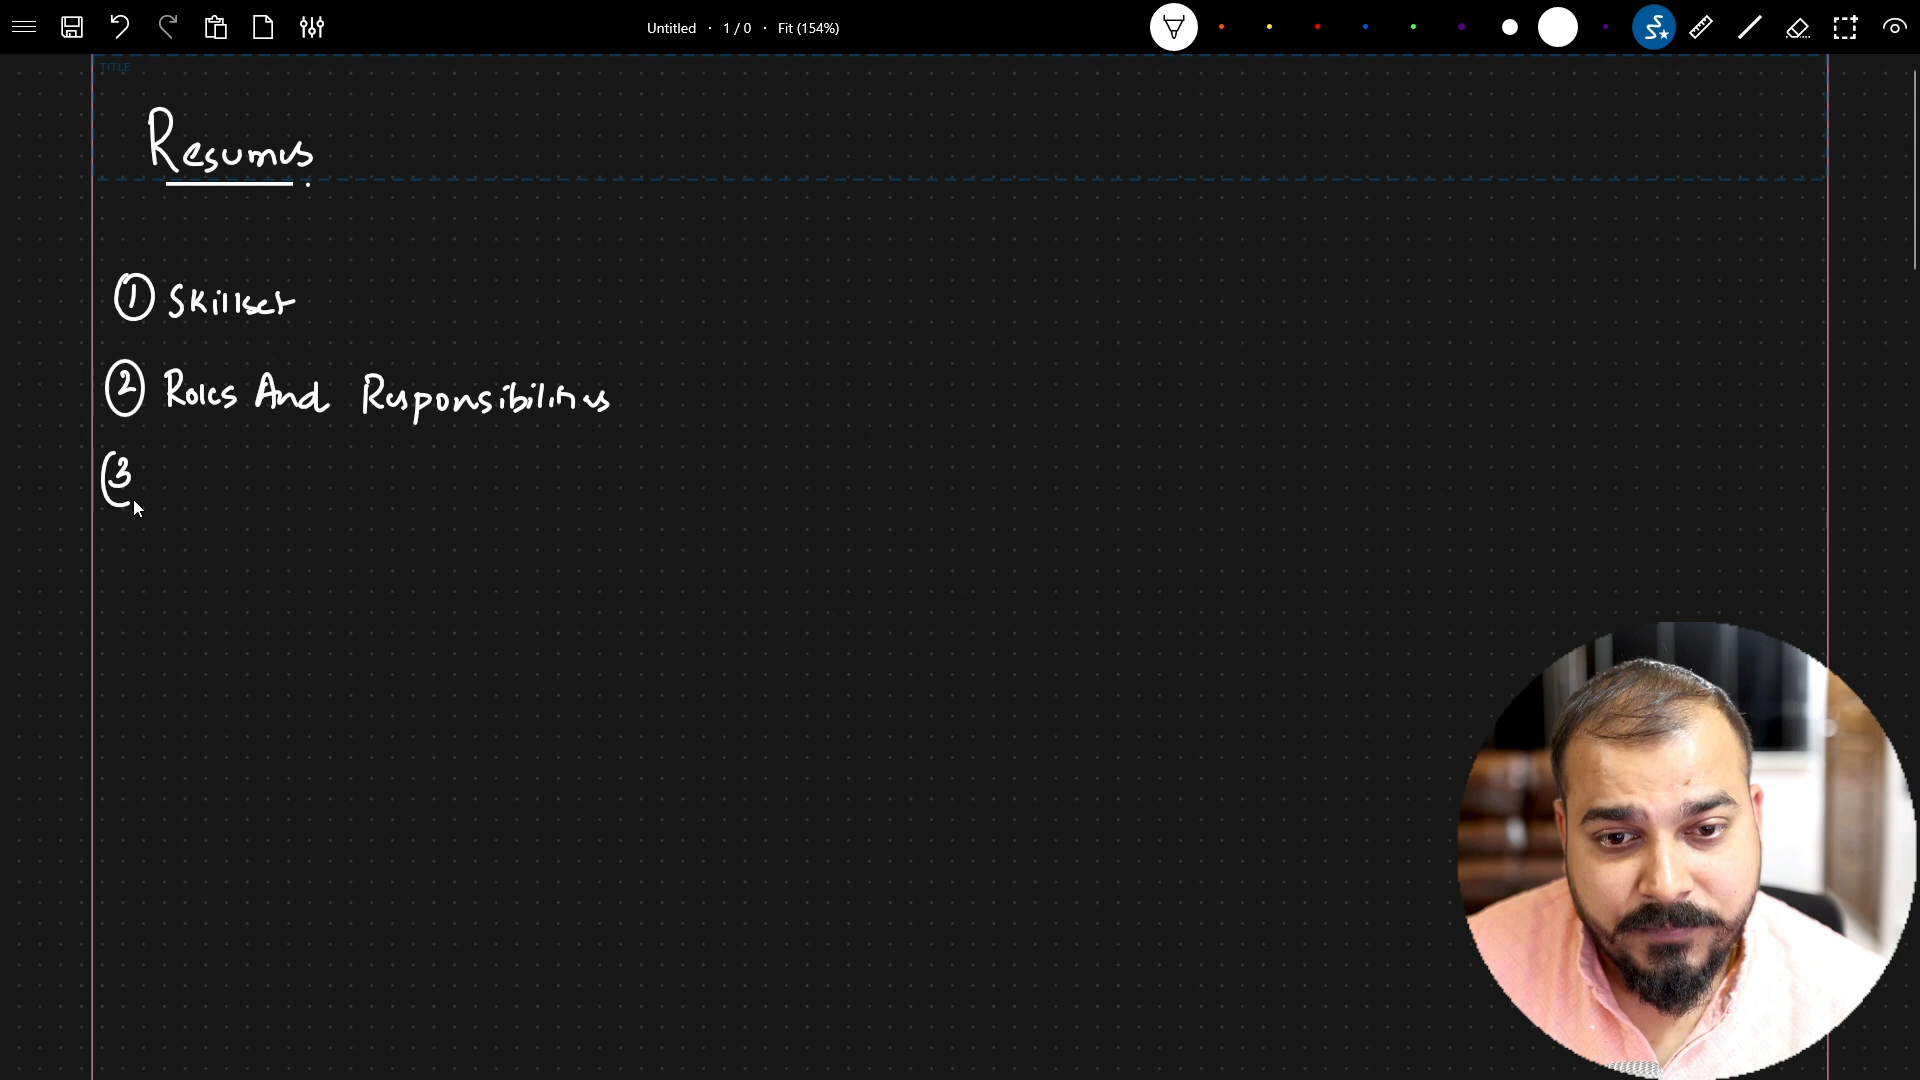 Untitled · 1 / 0 · Fit (154%)
TITLE
Resumes
① Skillset
② Roles And Responsibilities
(3